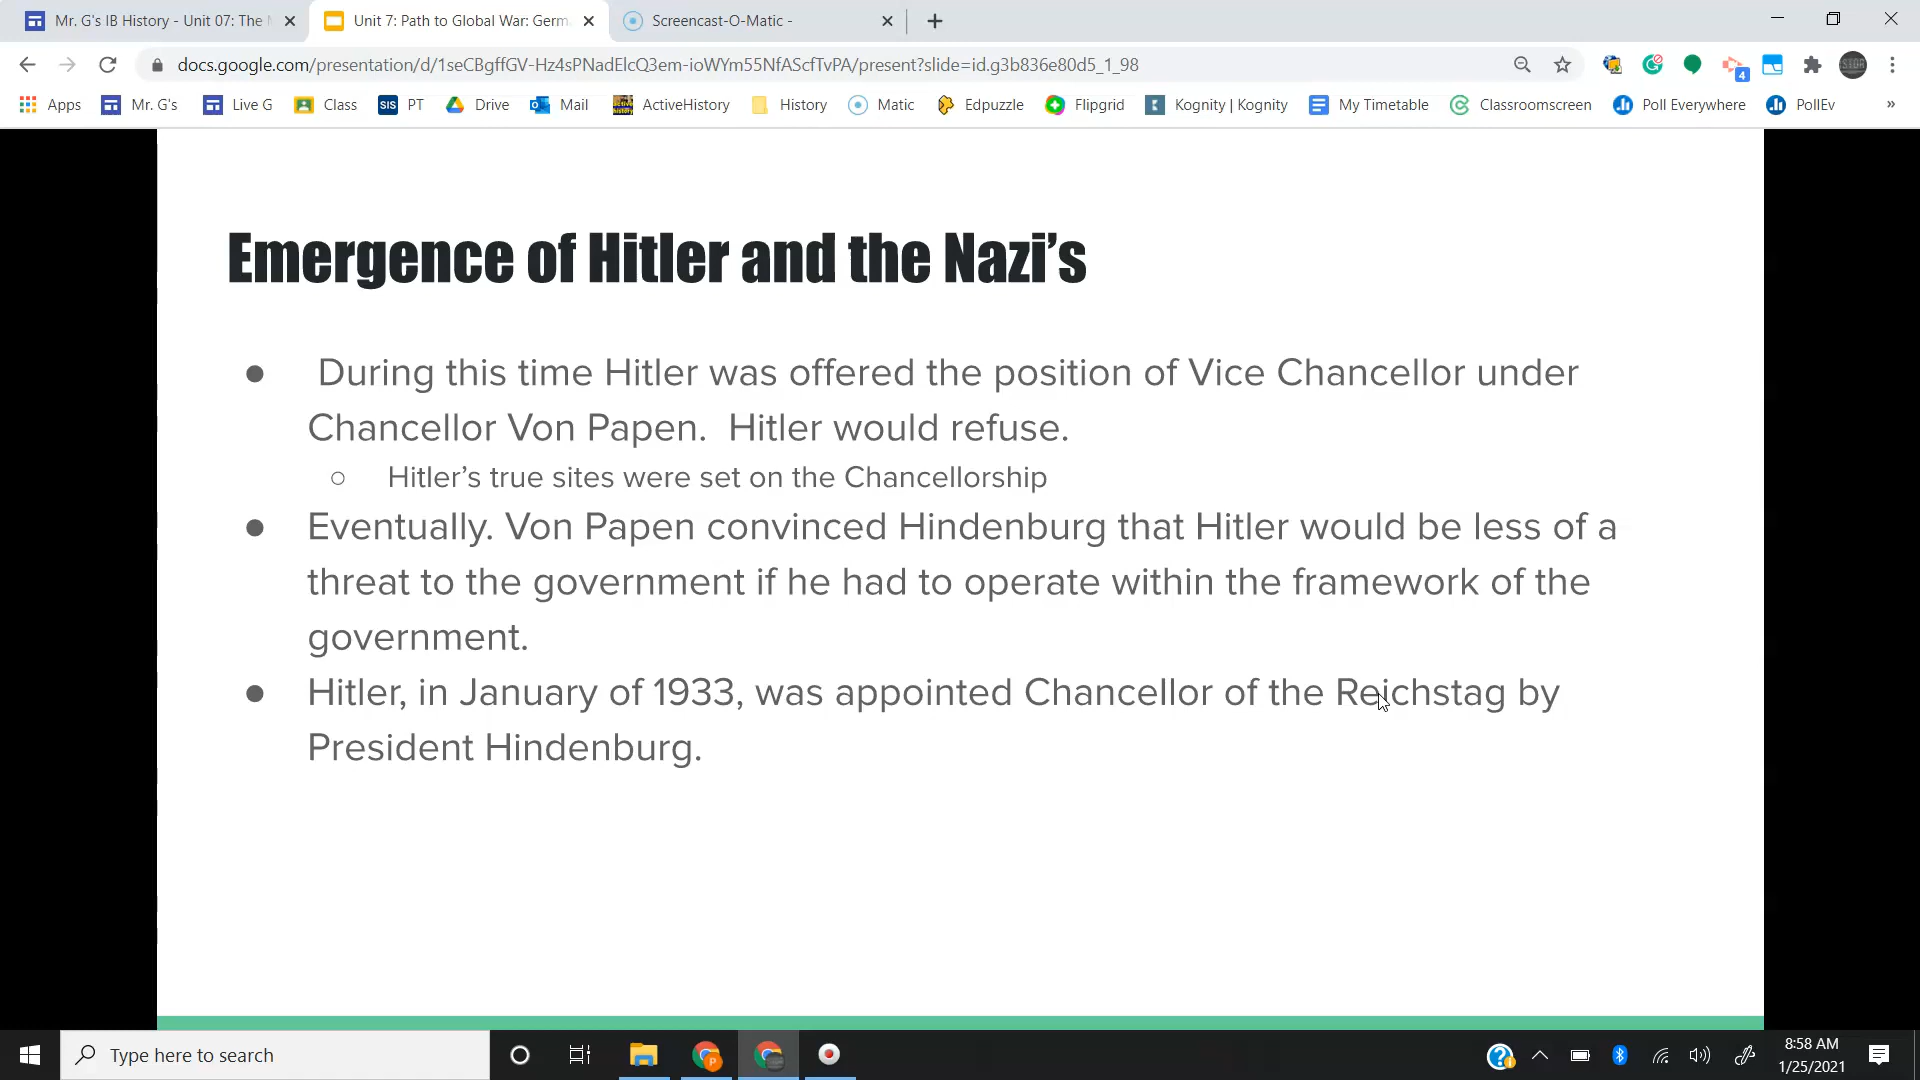 Mr. G's IB History - Unit 07: The
Unit 7: Path to Global War: Germ
Screencast-O-Matic -
docs.google.com/presentation/d/1seCBgffGV-Hz4sPNadElcQ3em-ioWYm55NfAScfTvPA/present?slide=id.g3b836e80d5_1_98
4
Apps Mr. G's Live G Class SIS PT Drive Mail ActiveHistory History Matic Edpuzzle Flipgrid Kognity | Kognity My Timetable Classroomscreen Poll Everywhere PollEv »
Emergence of Hitler and the Nazi's
● During this time Hitler was offered the position of Vice Chancellor under
Chancellor Von Papen.  Hitler would refuse.
○ Hitler's true sites were set on the Chancellorship
● Eventually. Von Papen convinced Hindenburg that Hitler would be less of a
threat to the government if he had to operate within the framework of the
government.
● Hitler, in January of 1933, was appointed Chancellor of the Reichstag by
President Hindenburg.
Type here to search
8:58 AM
1/25/2021